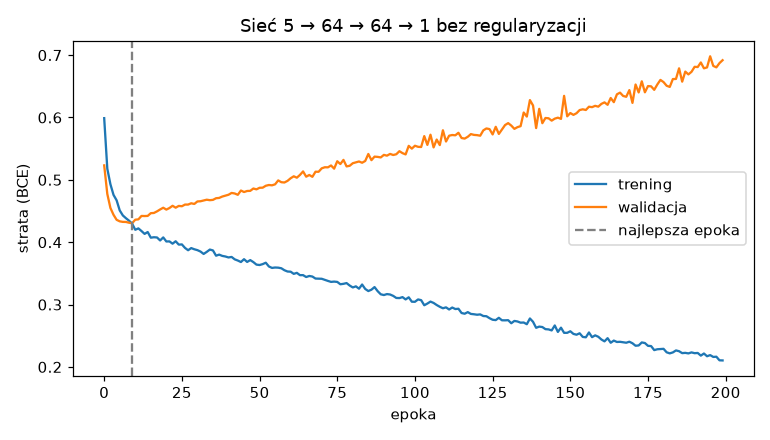 Sieć 5 → 64 → 64 → 1 bez regularyzacji
strata (BCE)
0.7
0.6
0.5
0.4
0.3
0.2
trening
walidacja
najlepsza epoka
0 25 50 75 100 125 150 175 200
epoka